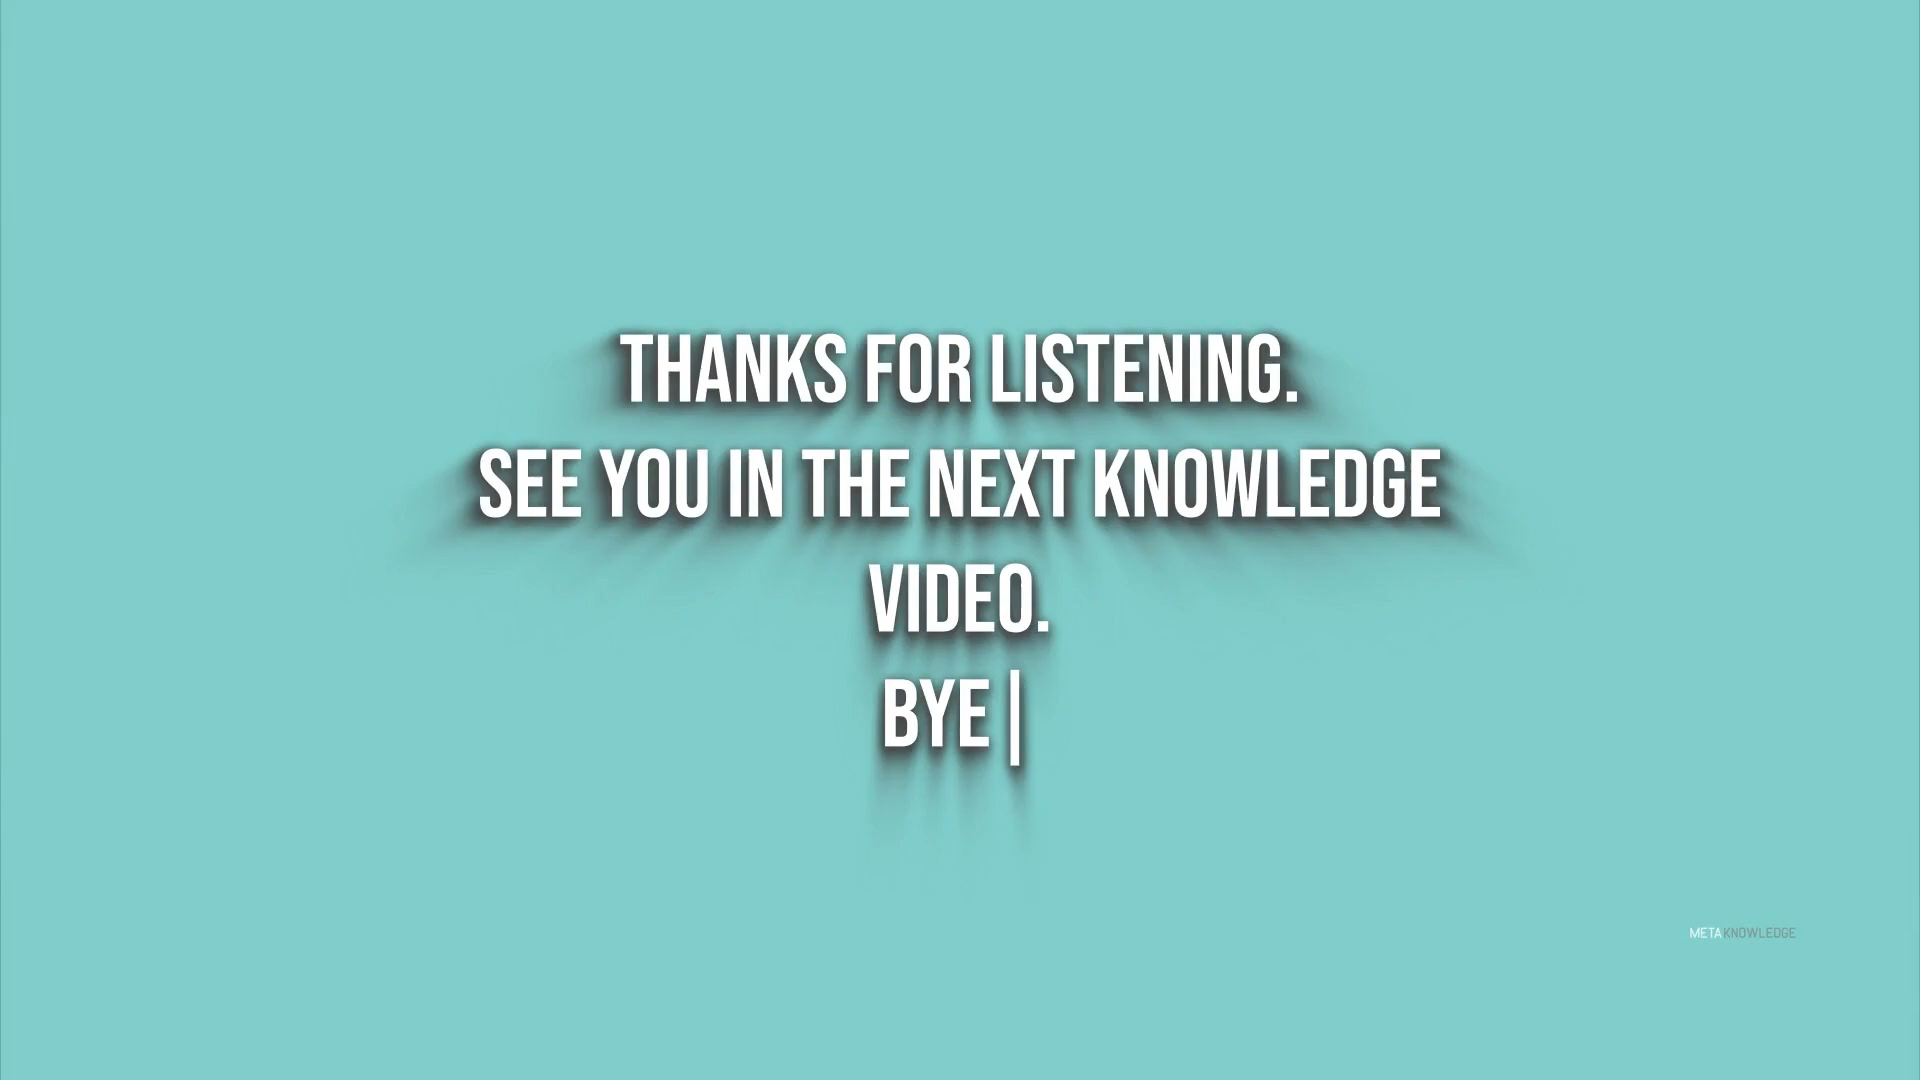 THANKS FOR LISTENING.
SEE YOU IN THE NEXT KNOWLEDGE
VIDEO.
BYE |
METAKNOWLEDGE